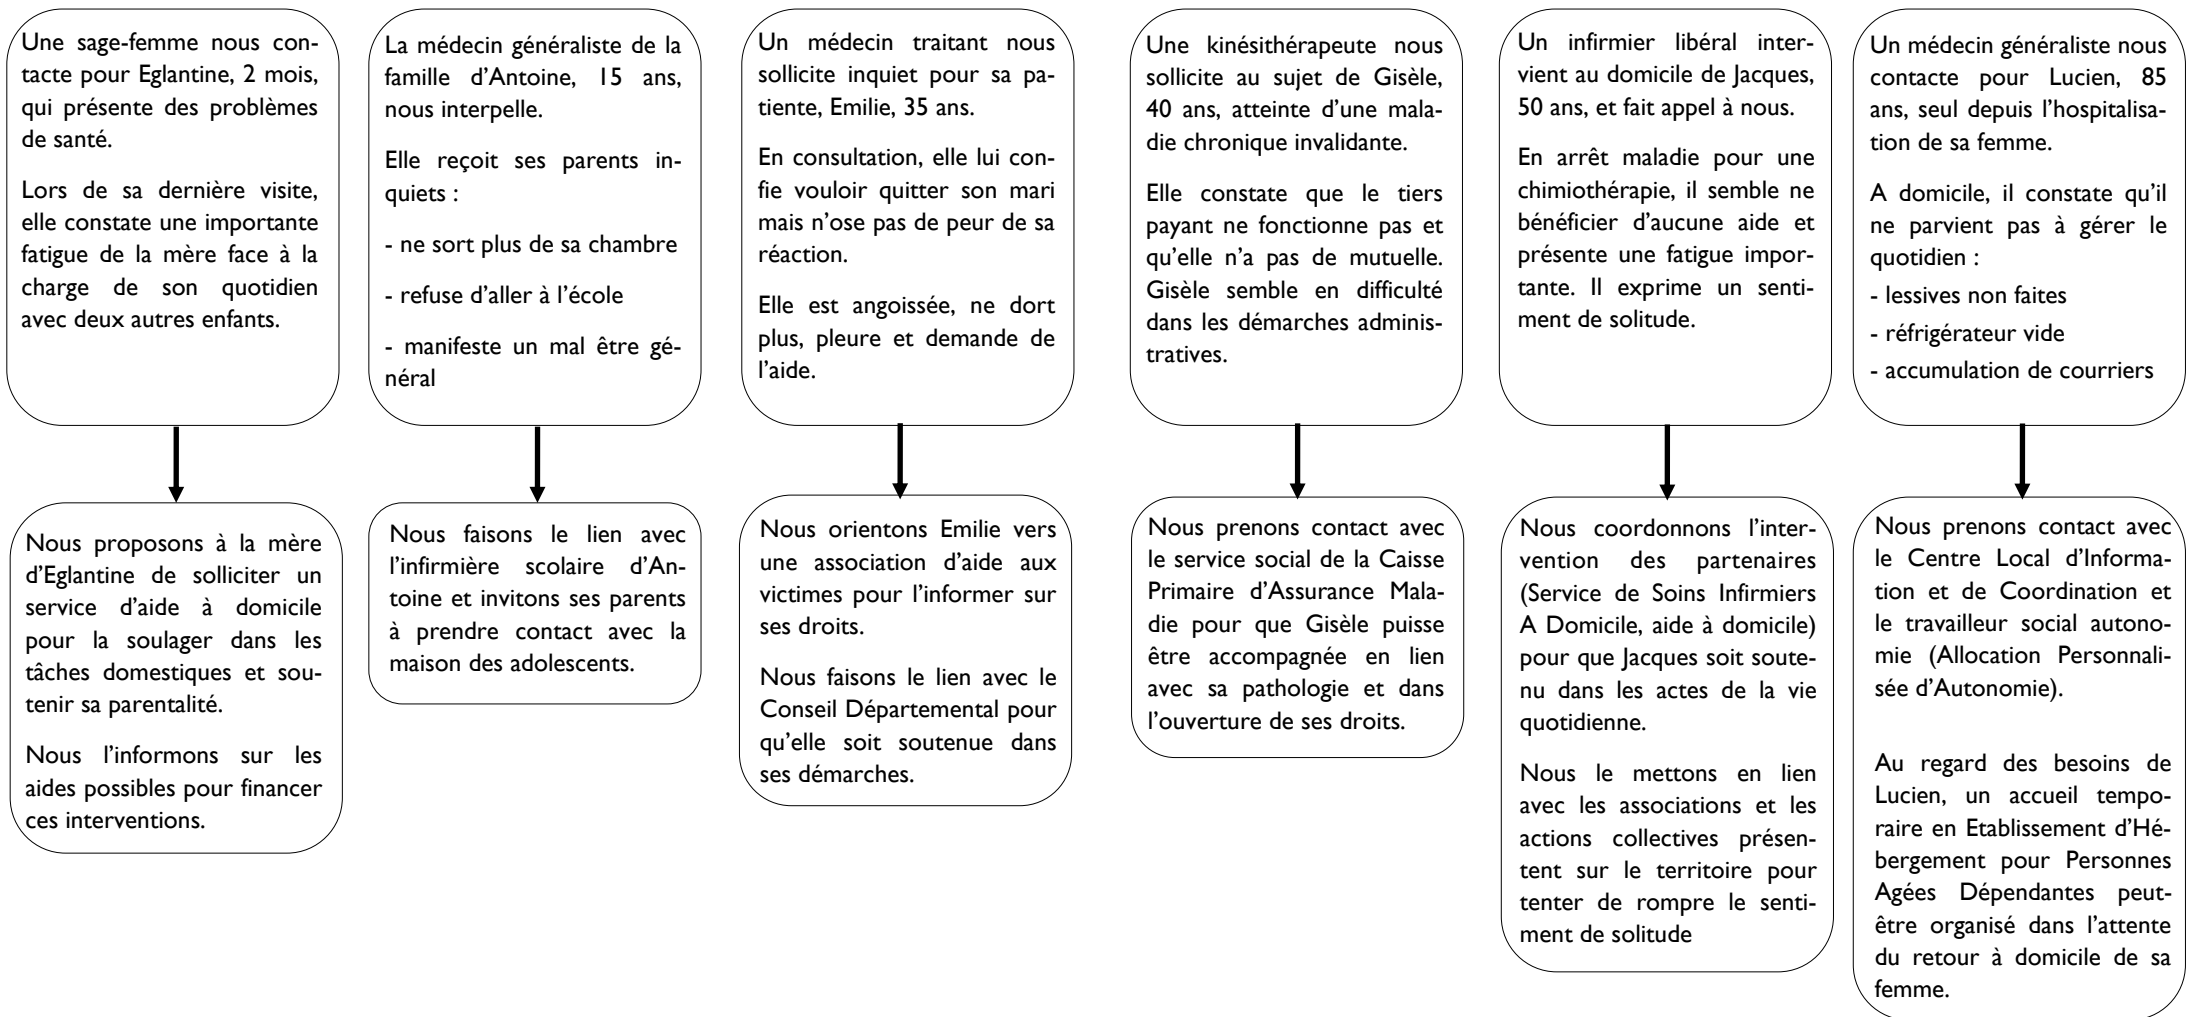 Une sage-femme nous con-
tacte pour Eglantine, 2 mois,
qui présente des problèmes
de santé.
Lors de sa dernière visite,
elle constate une importante
fatigue de la mère face à la
charge de son quotidien
avec deux autres enfants.
La médecin généraliste de la
famille d'Antoine, 15 ans,
nous interpelle.
Elle reçoit ses parents in-
quiets :
- ne sort plus de sa chambre
- refuse d'aller à l'école
- manifeste un mal être gé-
néral
Un médecin traitant nous
sollicite inquiet pour sa pa-
tiente, Emilie, 35 ans.
En consultation, elle lui con-
fie vouloir quitter son mari
mais n'ose pas de peur de sa
réaction.
Elle est angoissée, ne dort
plus, pleure et demande de
l'aide.
Une kinésithérapeute nous
sollicite au sujet de Gisèle,
40 ans, atteinte d'une mala-
die chronique invalidante.
Elle constate que le tiers
payant ne fonctionne pas et
qu'elle n'a pas de mutuelle.
Gisèle semble en difficulté
dans les démarches adminis-
tratives.
Un infirmier libéral inter-
vient au domicile de Jacques,
50 ans, et fait appel à nous.
En arrêt maladie pour une
chimiothérapie, il semble ne
bénéficier d'aucune aide et
présente une fatigue impor-
tante. Il exprime un senti-
ment de solitude.
Un médecin généraliste nous
contacte pour Lucien, 85
ans, seul depuis l'hospitalisa-
tion de sa femme.
A domicile, il constate qu'il
ne parvient pas à gérer le
quotidien :
- lessives non faites
- réfrigérateur vide
- accumulation de courriers
Nous proposons à la mère
d'Eglantine de solliciter un
service d'aide à domicile
pour la soulager dans les
tâches domestiques et sou-
tenir sa parentalité.
Nous l'informons sur les
aides possibles pour financer
ces interventions.
Nous faisons le lien avec
l'infirmière scolaire d'An-
toine et invitons ses parents
à prendre contact avec la
maison des adolescents.
Nous orientons Emilie vers
une association d'aide aux
victimes pour l'informer sur
ses droits.
Nous faisons le lien avec le
Conseil Départemental pour
qu'elle soit soutenue dans
ses démarches.
Nous prenons contact avec
le service social de la Caisse
Primaire d'Assurance Mala-
die pour que Gisèle puisse
être accompagnée en lien
avec sa pathologie et dans
l'ouverture de ses droits.
Nous coordonnons l'inter-
vention des partenaires
(Service de Soins Infirmiers
A Domicile, aide à domicile)
pour que Jacques soit soute-
nu dans les actes de la vie
quotidienne.
Nous le mettons en lien
avec les associations et les
actions collectives présen-
tent sur le territoire pour
tenter de rompre le senti-
ment de solitude
Nous prenons contact avec
le Centre Local d'Informa-
tion et de Coordination et
le travailleur social autono-
mie (Allocation Personnali-
sée d'Autonomie).
Au regard des besoins de
Lucien, un accueil tempo-
raire en Etablissement d'Hé-
bergement pour Personnes
Agées Dépendantes peut-
être organisé dans l'attente
du retour à domicile de sa
femme.